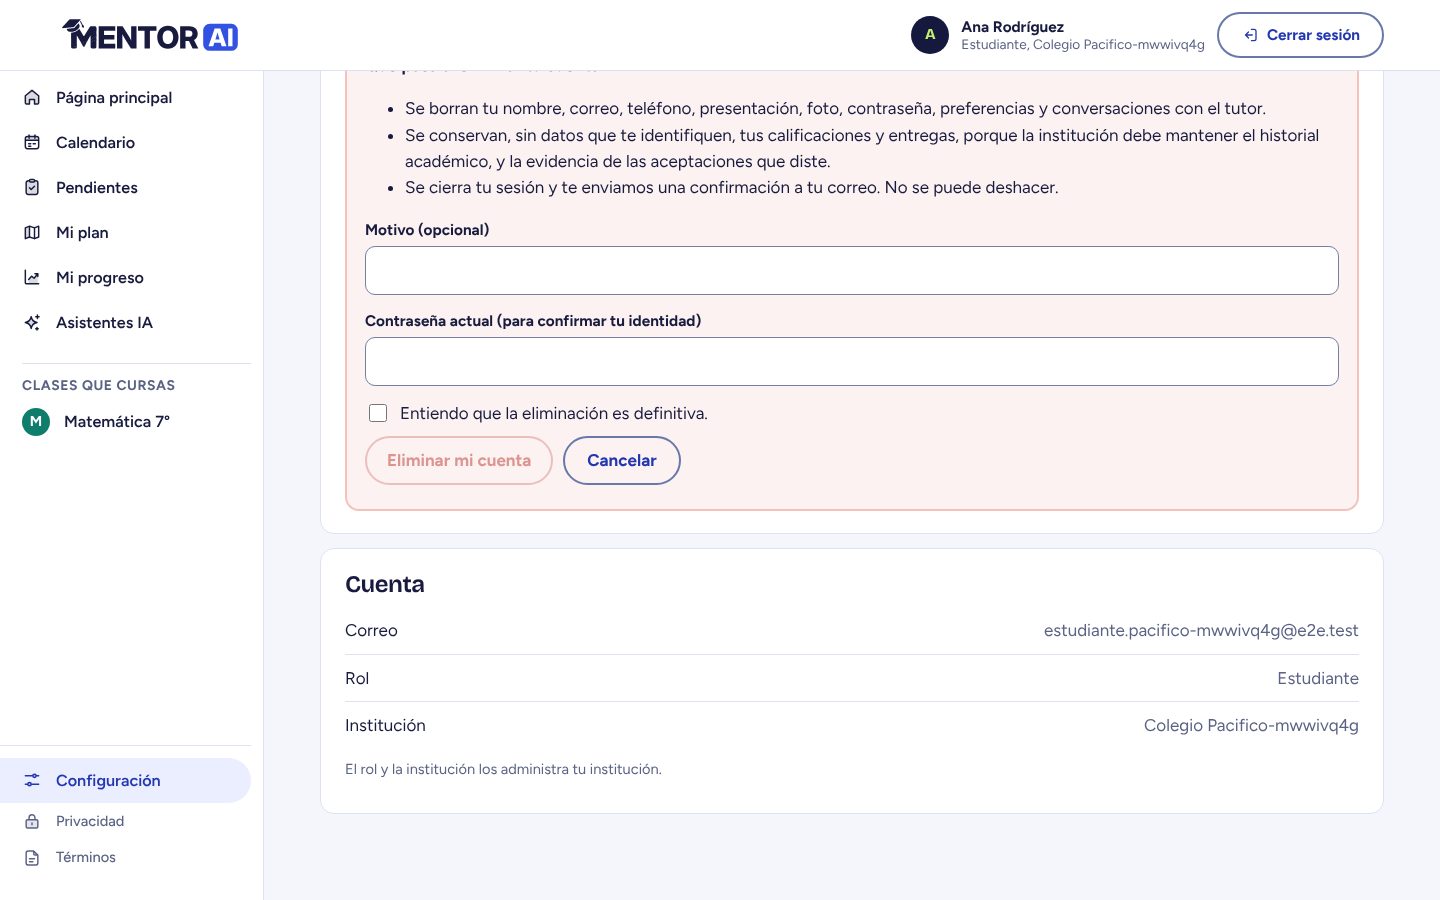 MENTOR AI
A
Ana Rodríguez
Estudiante, Colegio Pacifico-mwwivq4g
Cerrar sesión
Página principal
Calendario
Pendientes
Mi plan
Mi progreso
Asistentes IA
CLASES QUE CURSAS
M Matemática 7°
Configuración
Privacidad
Términos
• Se borran tu nombre, correo, teléfono, presentación, foto, contraseña, preferencias y conversaciones con el tutor.
• Se conservan, sin datos que te identifiquen, tus calificaciones y entregas, porque la institución debe mantener el historial
académico, y la evidencia de las aceptaciones que diste.
• Se cierra tu sesión y te enviamos una confirmación a tu correo. No se puede deshacer.
Motivo (opcional)
Contraseña actual (para confirmar tu identidad)
Entiendo que la eliminación es definitiva.
Eliminar mi cuenta Cancelar
Cuenta
Correo estudiante.pacifico-mwwivq4g@e2e.test
Rol Estudiante
Institución Colegio Pacifico-mwwivq4g
El rol y la institución los administra tu institución.